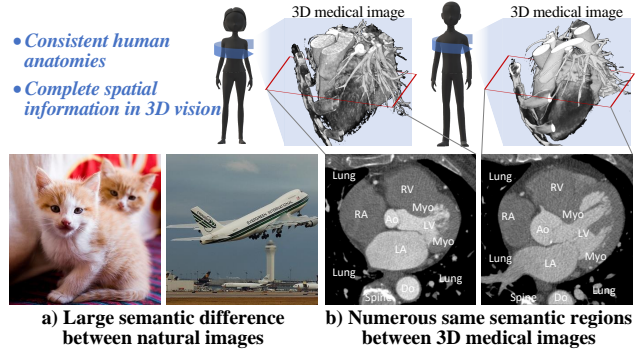 3D medical image
3D medical image
• Consistent human
anatomies
• Complete spatial
information in 3D vision
EVERGREEN INTERNATIONAL
Lung
RV
RA
Myo
Ao
LV
LA
Myo
Lung
Lung
Spine
Do
Lung
RV
RA
Myo
Ao
LV
Myo
LA
Lung
Lung
Spine
Do
a) Large semantic difference
between natural images
b) Numerous same semantic regions
between 3D medical images